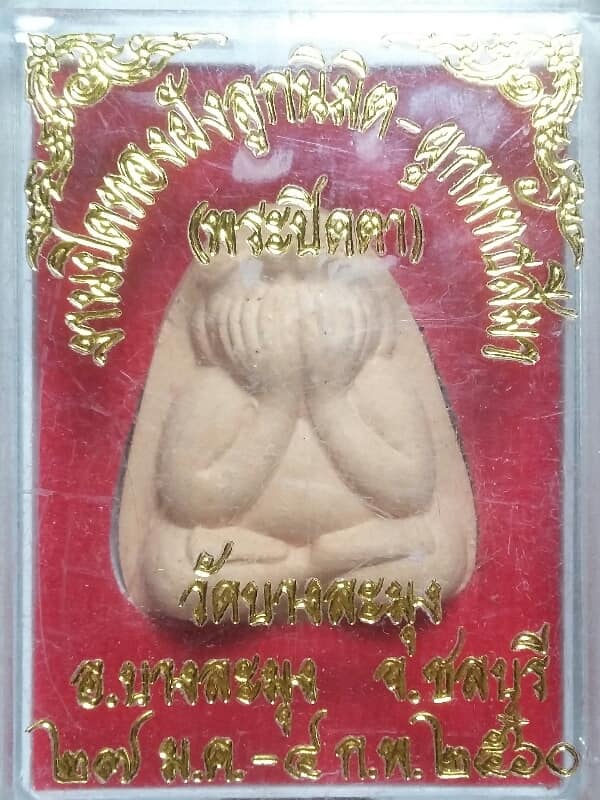 งานปิดทองฝังลูกนิมิต-ผูกพัทธสีมา
(พระปิดตา)
วัดบางละมุง
อ.บางละมุง จ.ชลบุรี
๒๗ ม.ค.-๔ ก.พ.๒๕๖๐